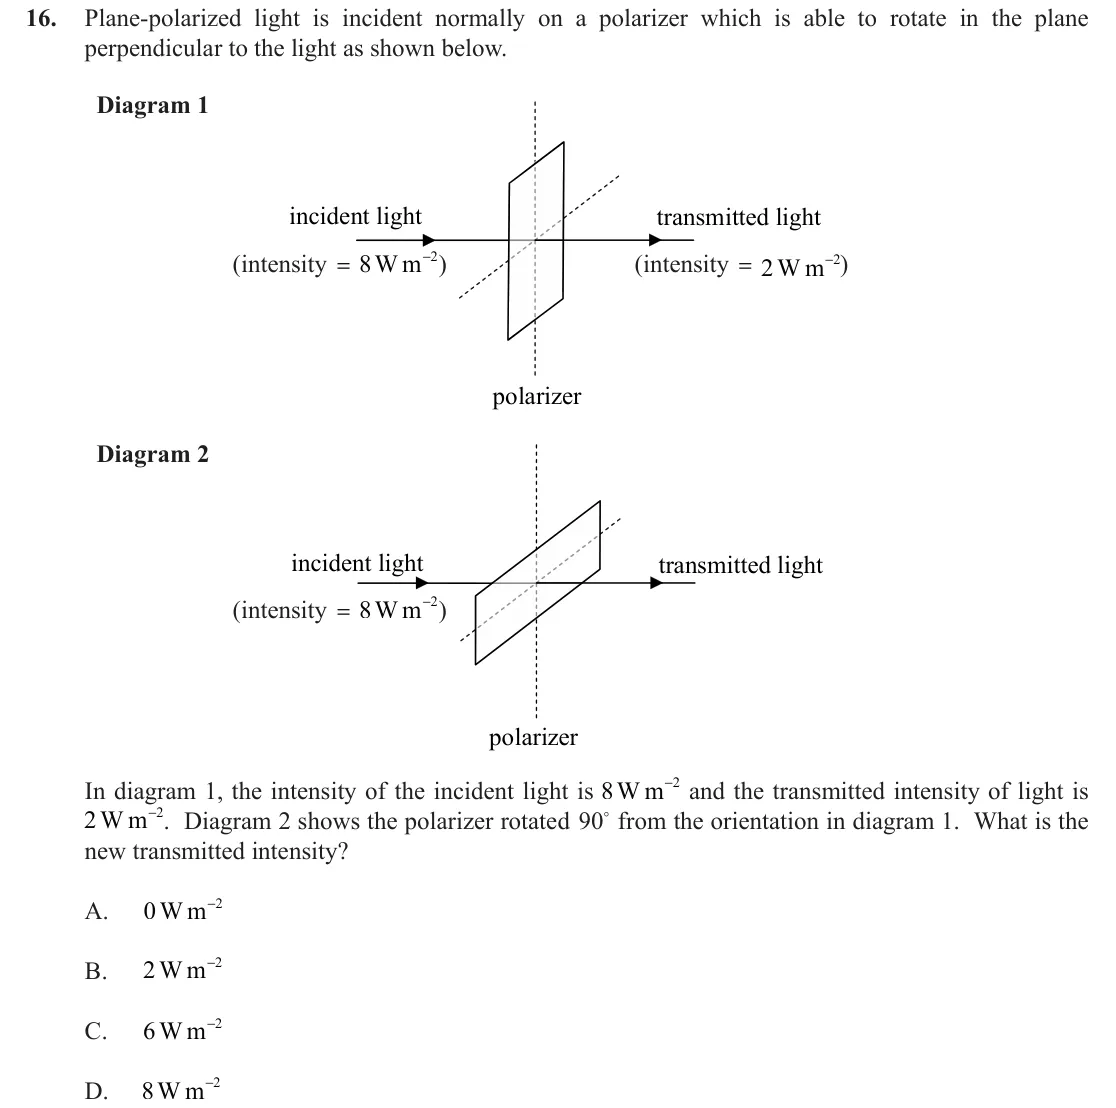 16. Plane-polarized light is incident normally on a polarizer which is able to rotate in the plane
perpendicular to the light as shown below.
Diagram 1
incident light
transmitted light
(intensity = 8 W m⁻²)
(intensity = 2 W m⁻²)
polarizer
Diagram 2
incident light
transmitted light
(intensity = 8 W m⁻²)
polarizer
In diagram 1, the intensity of the incident light is 8 W m⁻² and the transmitted intensity of light is
2 W m⁻². Diagram 2 shows the polarizer rotated 90° from the orientation in diagram 1. What is the
new transmitted intensity?
A. 0 W m⁻²
B. 2 W m⁻²
C. 6 W m⁻²
D. 8 W m⁻²